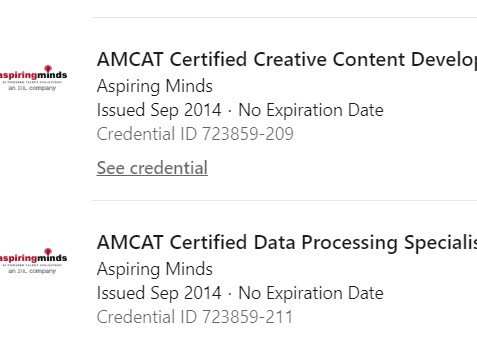 AMCAT Certified Creative Content Develop
aspiringminds
Aspiring Minds
an SHL company
Issued Sep 2014 · No Expiration Date
Credential ID 723859-209
See credential
AMCAT Certified Data Processing Specialis
aspiringminds
Aspiring Minds
an SHL company
Issued Sep 2014 · No Expiration Date
Credential ID 723859-211